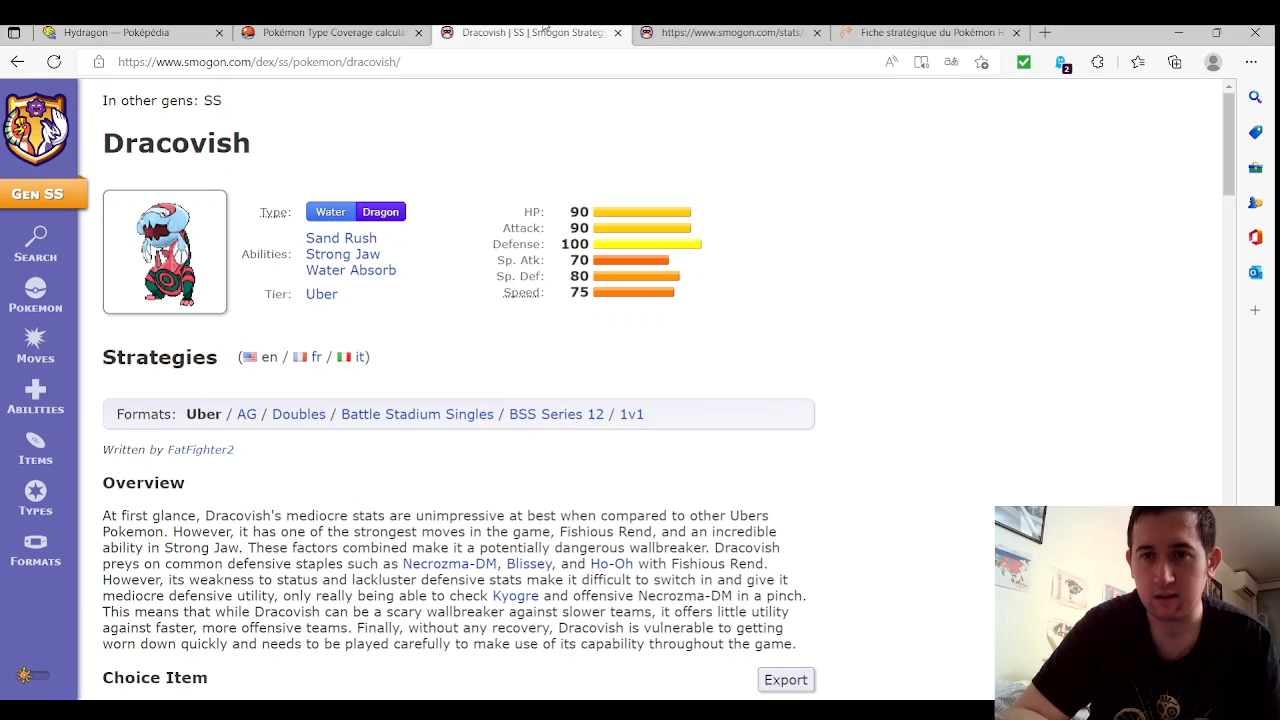 Hydragon — Poképédia
Pokémon Type Coverage calcula
Dracovish | SS | Smogon Strategy
https://www.smogon.com/stats/
Fiche stratégique du Pokémon H
https://www.smogon.com/dex/ss/pokemon/dracovish/
2
In other gens: SS
Dracovish
GEN SS
SEARCH
POKEMON
MOVES
ABILITIES
ITEMS
TYPES
FORMATS
Type: Water Dragon
Abilities: Sand Rush
Strong Jaw
Water Absorb
Tier: Uber
HP: 90
Attack: 90
Defense: 100
Sp. Atk: 70
Sp. Def: 80
Speed: 75
Strategies (en / fr / it)
Formats: Uber / AG / Doubles / Battle Stadium Singles / BSS Series 12 / 1v1
Written by FatFighter2
Overview
At first glance, Dracovish's mediocre stats are unimpressive at best when compared to other Ubers
Pokemon. However, it has one of the strongest moves in the game, Fishious Rend, and an incredible
ability in Strong Jaw. These factors combined make it a potentially dangerous wallbreaker. Dracovish
preys on common defensive staples such as Necrozma-DM, Blissey, and Ho-Oh with Fishious Rend.
However, its weakness to status and lackluster defensive stats make it difficult to switch in and give it
mediocre defensive utility, only really being able to check Kyogre and offensive Necrozma-DM in a pinch.
This means that while Dracovish can be a scary wallbreaker against slower teams, it offers little utility
against faster, more offensive teams. Finally, without any recovery, Dracovish is vulnerable to getting
worn down quickly and needs to be played carefully to make use of its capability throughout the game.
Choice Item
Export